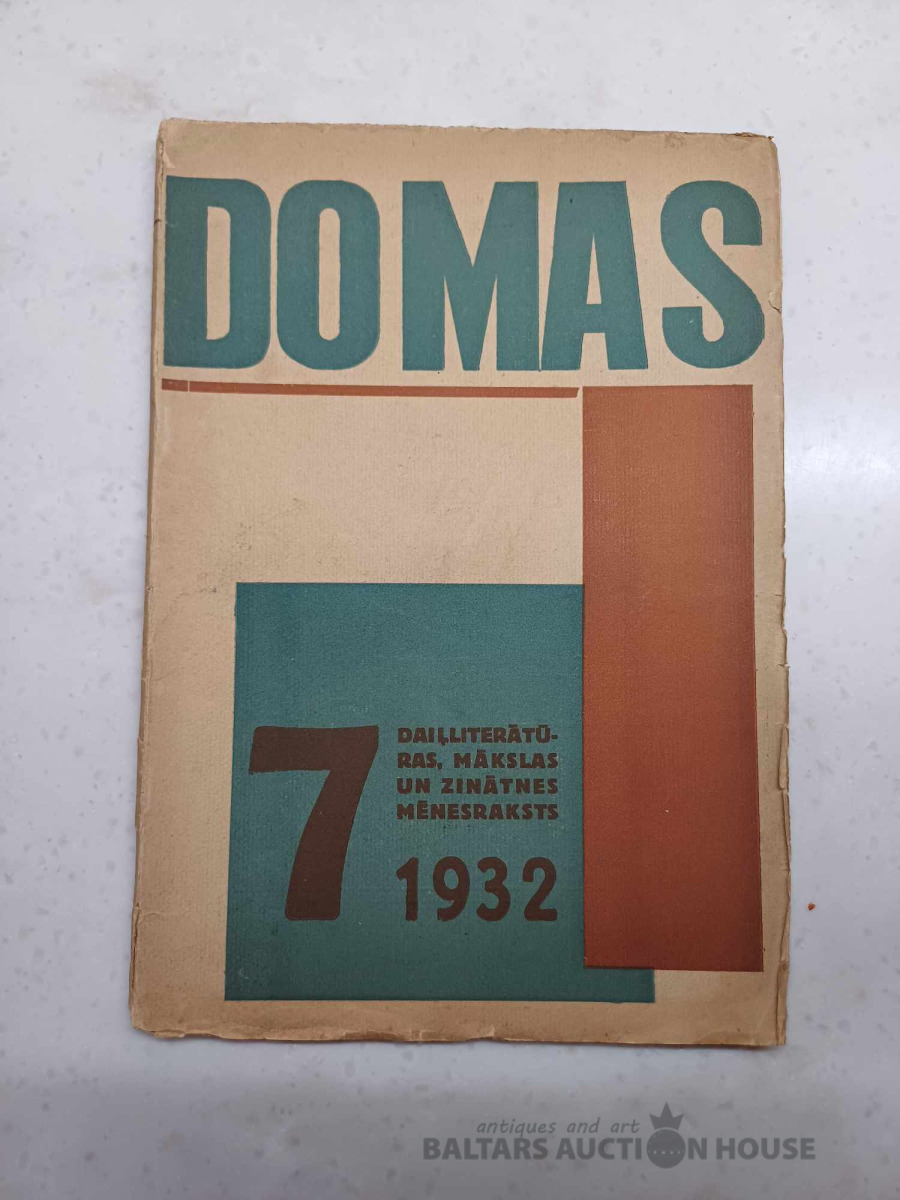 DOMAS
7
DAIĻLITERĀTŪ-
RAS, MĀKSLAS
UN ZINĀTNES
MĒNESRAKSTS
1932
antiques and art
BALTARS AUCTION HOUSE